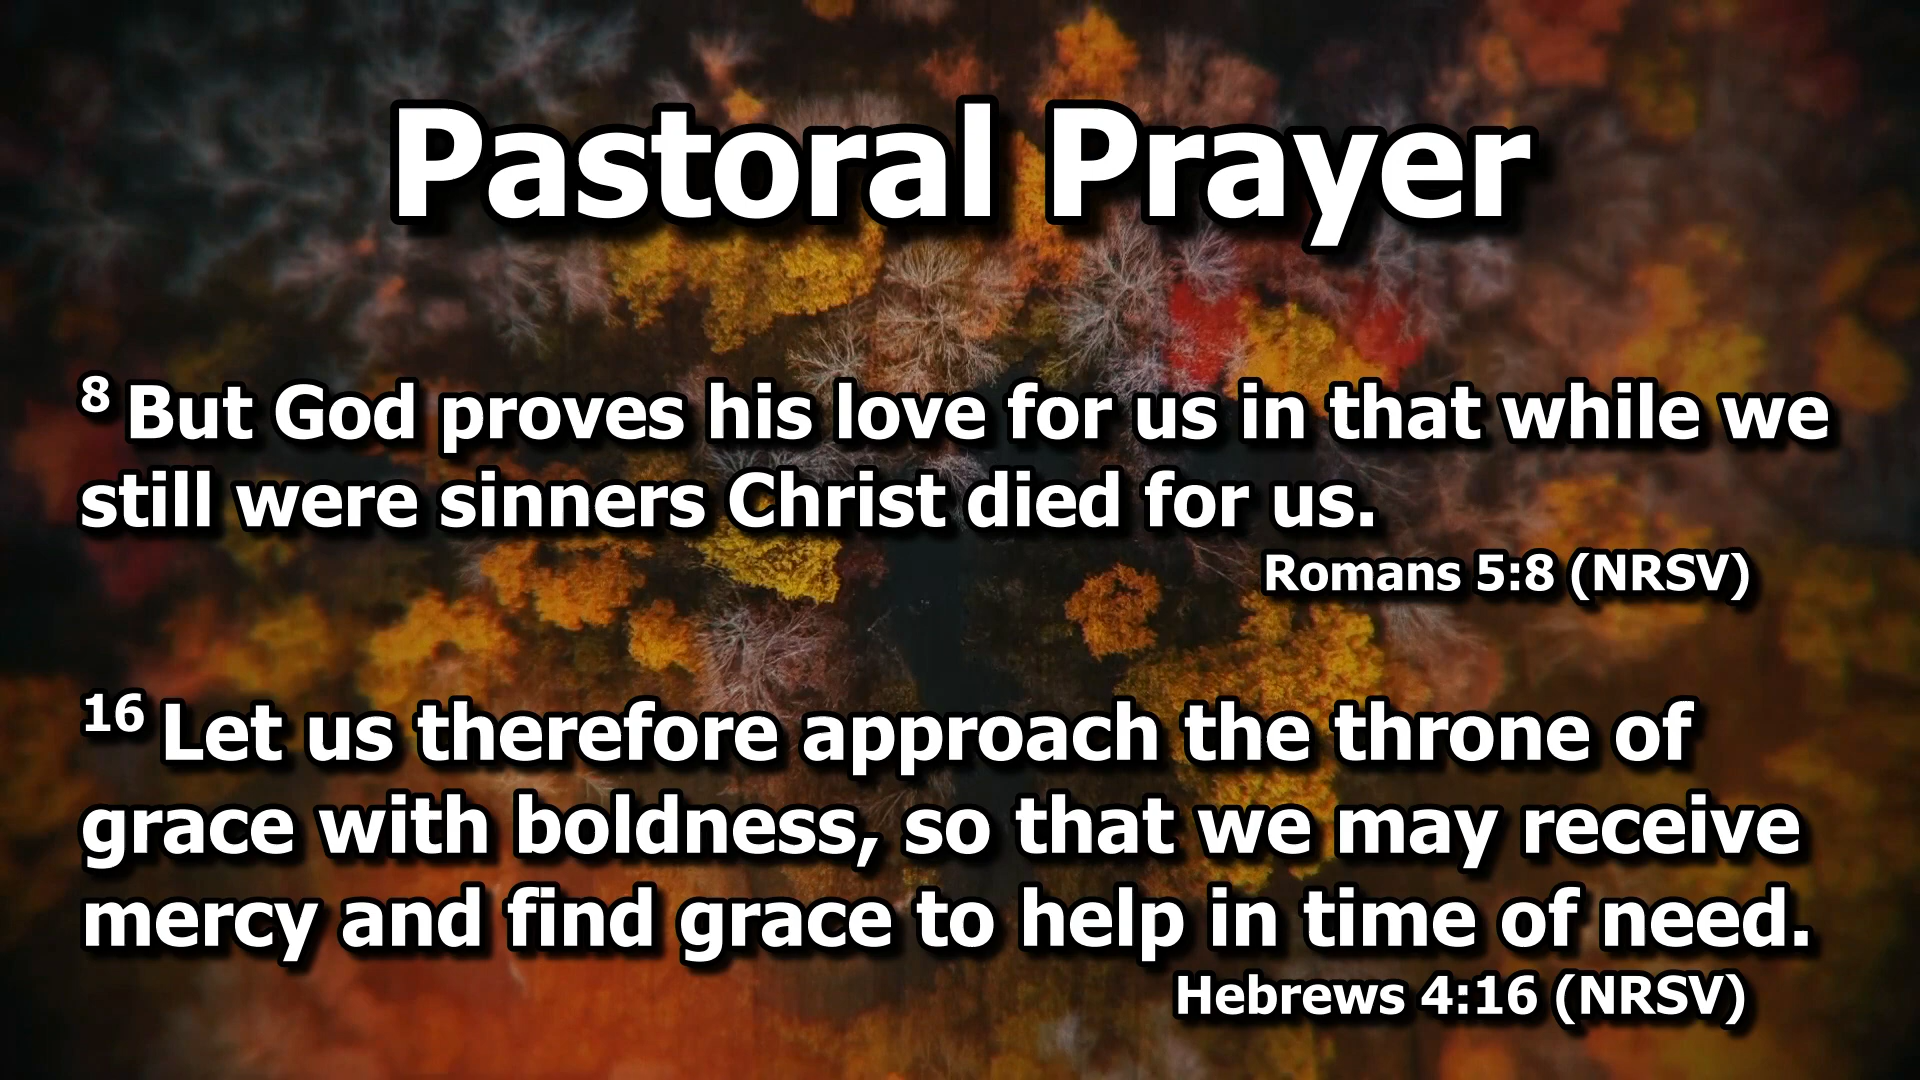 Pastoral Prayer
8 But God proves his love for us in that while we
still were sinners Christ died for us.
Romans 5:8 (NRSV)
16 Let us therefore approach the throne of
grace with boldness, so that we may receive
mercy and find grace to help in time of need.
Hebrews 4:16 (NRSV)